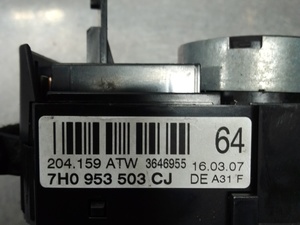 64
204.159 ATW 3646955 16.03.07
7H0 953 503 CJ DE A31 F